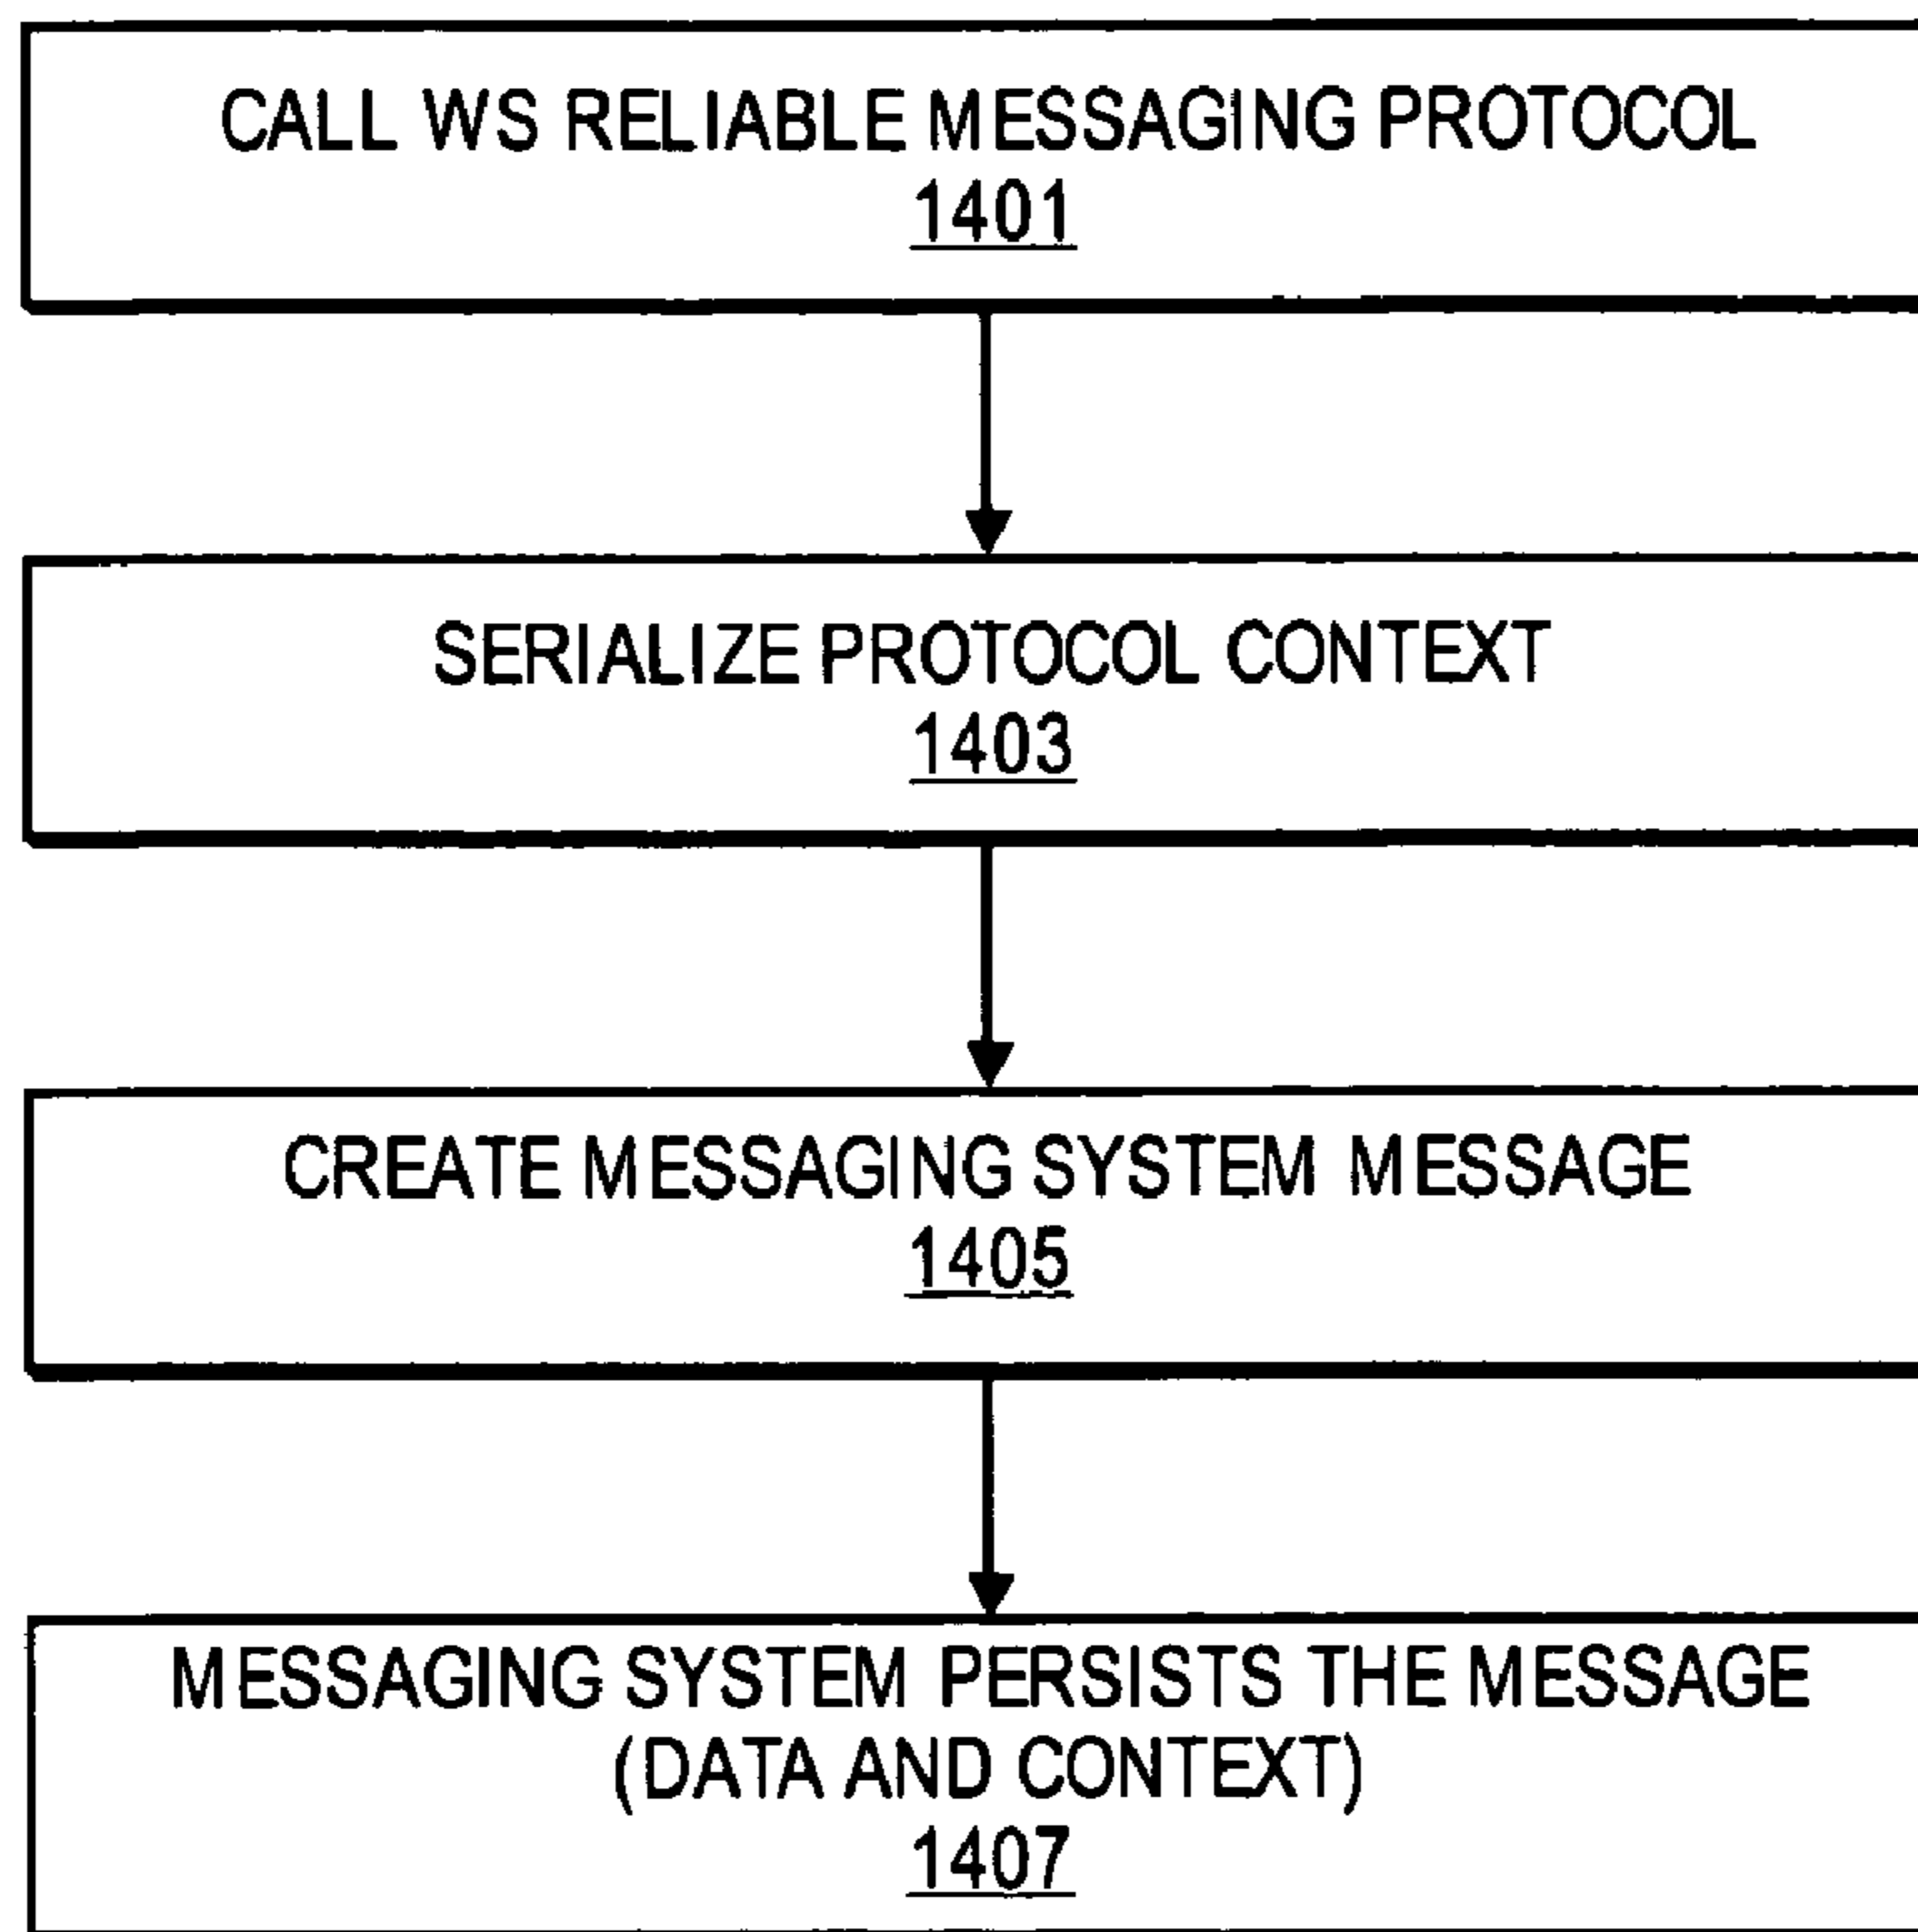 CALL WS RELIABLE MESSAGING PROTOCOL
1401
SERIALIZE PROTOCOL CONTEXT
1403
CREATE MESSAGING SYSTEM MESSAGE
1405
MESSAGING SYSTEM PERSISTS THE MESSAGE
(DATA AND CONTEXT)
1407